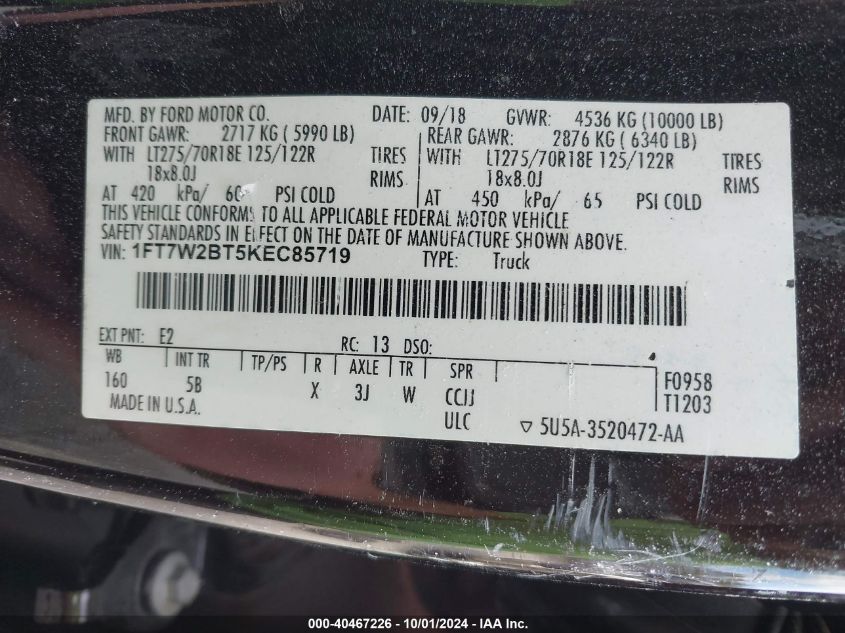 MFD. BY FORD MOTOR CO. DATE: 09/18 GVWR: 4536 KG (10000 LB)
FRONT GAWR: 2717 KG ( 5990 LB) REAR GAWR: 2876 KG ( 6340 LB)
WITH LT275/70R18E 125/122R TIRES WITH LT275/70R18E 125/122R TIRES
18x8.0J RIMS 18x8.0J RIMS
AT 420 kPa/ 60 PSI COLD AT 450 kPa/ 65 PSI COLD
THIS VEHICLE CONFORMS TO ALL APPLICABLE FEDERAL MOTOR VEHICLE
SAFETY STANDARDS IN EFFECT ON THE DATE OF MANUFACTURE SHOWN ABOVE.
VIN: 1FT7W2BT5KEC85719 TYPE: Truck
EXT PNT: E2 RC: 13 DSO:
WB INT TR TP/PS R AXLE TR SPR F0958
160 5B X 3J W CCJJ T1203
MADE IN U.S.A. ULC ▽ 5U5A-3520472-AA
000-40467226 - 10/01/2024 - IAA Inc.